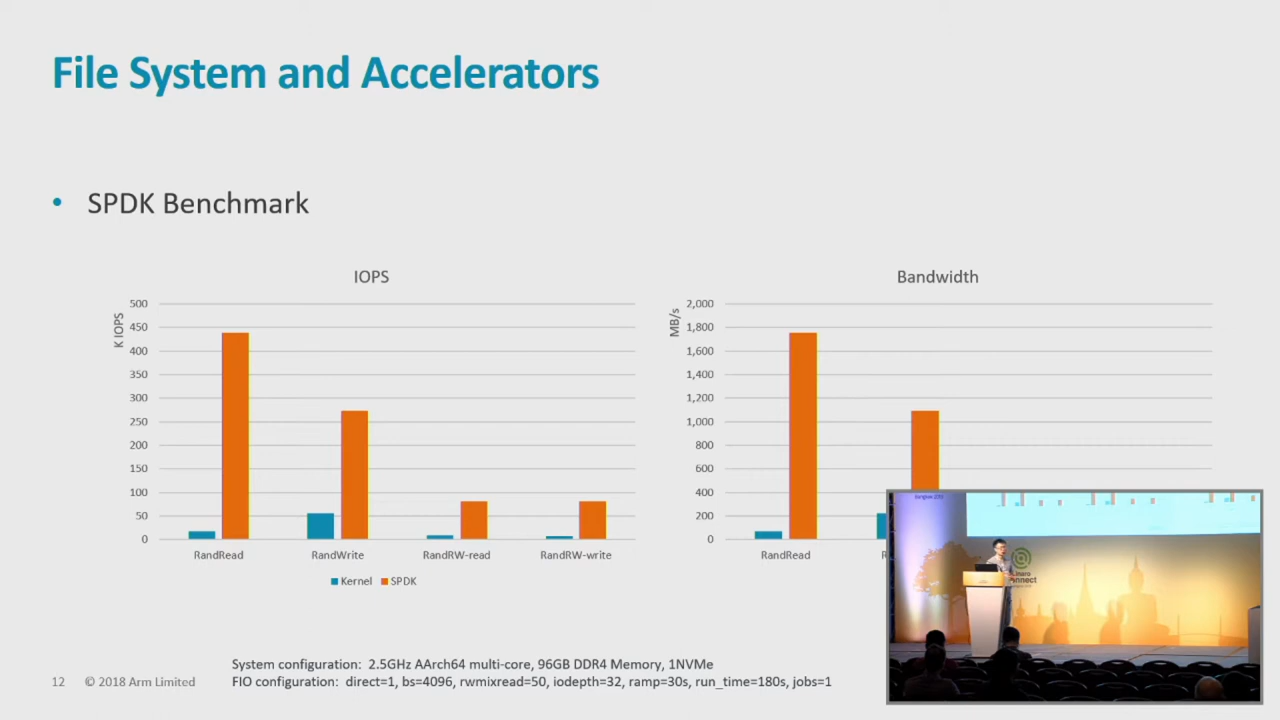 File System and Accelerators
• SPDK Benchmark
IOPS
K IOPS
500
450
400
350
300
250
200
150
100
50
0
RandRead
RandWrite
RandRW-read
RandRW-write
Kernel
SPDK
Bandwidth
MB/s
2,000
1,800
1,600
1,400
1,200
1,000
800
600
400
200
0
RandRead
Linaro
connect
System configuration: 2.5GHz AArch64 multi-core, 96GB DDR4 Memory, 1NVMe
FIO configuration: direct=1, bs=4096, rwmixread=50, iodepth=32, ramp=30s, run_time=180s, jobs=1
12 © 2018 Arm Limited